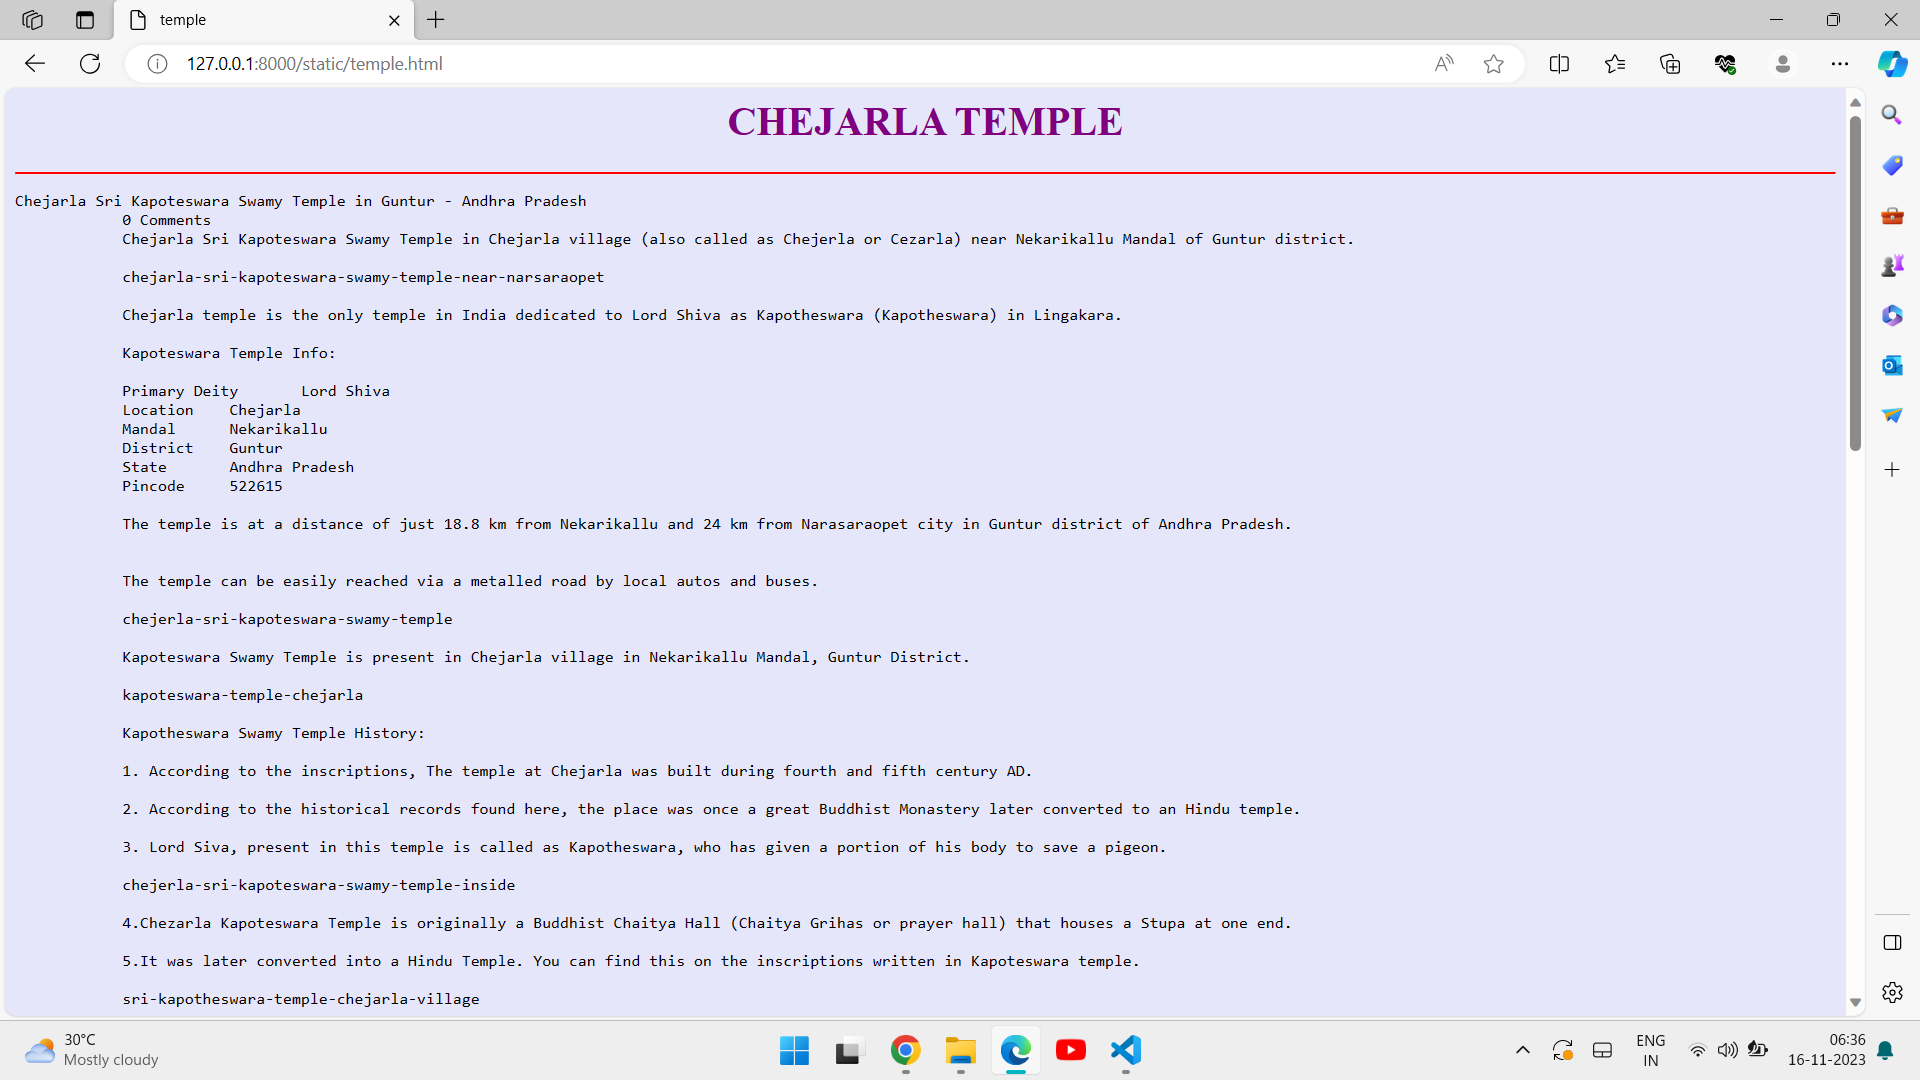 temple
127.0.0.1:8000/static/temple.html
CHEJARLA TEMPLE
Chejarla Sri Kapoteswara Swamy Temple in Guntur - Andhra Pradesh
0 Comments
Chejarla Sri Kapoteswara Swamy Temple in Chejarla village (also called as Chejerla or Cezarla) near Nekarikallu Mandal of Guntur district.
chejarla-sri-kapoteswara-swamy-temple-near-narsaraopet
Chejarla temple is the only temple in India dedicated to Lord Shiva as Kapotheswara (Kapotheswara) in Lingakara.
Kapoteswara Temple Info:
Primary Deity Lord Shiva
Location Chejarla
Mandal Nekarikallu
District Guntur
State Andhra Pradesh
Pincode 522615
The temple is at a distance of just 18.8 km from Nekarikallu and 24 km from Narasaraopet city in Guntur district of Andhra Pradesh.
The temple can be easily reached via a metalled road by local autos and buses.
chejerla-sri-kapoteswara-swamy-temple
Kapoteswara Swamy Temple is present in Chejarla village in Nekarikallu Mandal, Guntur District.
kapoteswara-temple-chejarla
Kapotheswara Swamy Temple History:
1. According to the inscriptions, The temple at Chejarla was built during fourth and fifth century AD.
2. According to the historical records found here, the place was once a great Buddhist Monastery later converted to an Hindu temple.
3. Lord Siva, present in this temple is called as Kapotheswara, who has given a portion of his body to save a pigeon.
chejerla-sri-kapoteswara-swamy-temple-inside
4.Chezarla Kapoteswara Temple is originally a Buddhist Chaitya Hall (Chaitya Grihas or prayer hall) that houses a Stupa at one end.
5.It was later converted into a Hindu Temple. You can find this on the inscriptions written in Kapoteswara temple.
sri-kapotheswara-temple-chejarla-village
30°C
Mostly cloudy
ENG
IN
06:36
16-11-2023